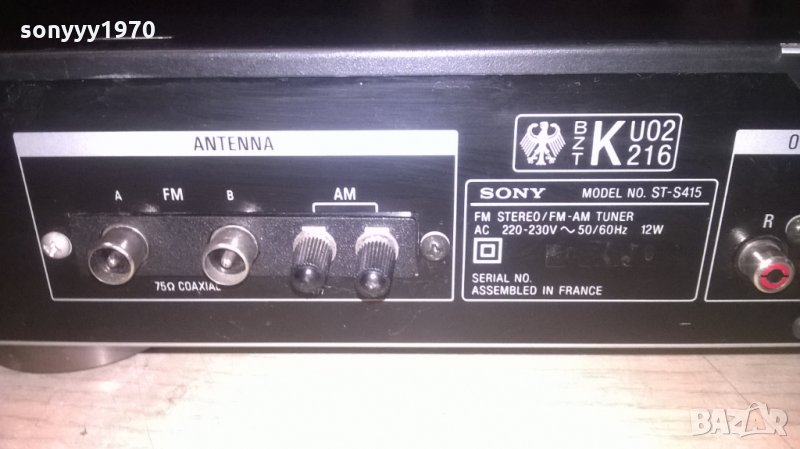 sonyyy1970
ANTENNA
A FM B AM
75Ω COAXIAL
BZT K U02 216
SONY MODEL NO. ST-S415
FM STEREO/FM-AM TUNER
AC 220-230V ~ 50/60Hz 12W
SERIAL NO.
ASSEMBLED IN FRANCE
O
R
BAZAR